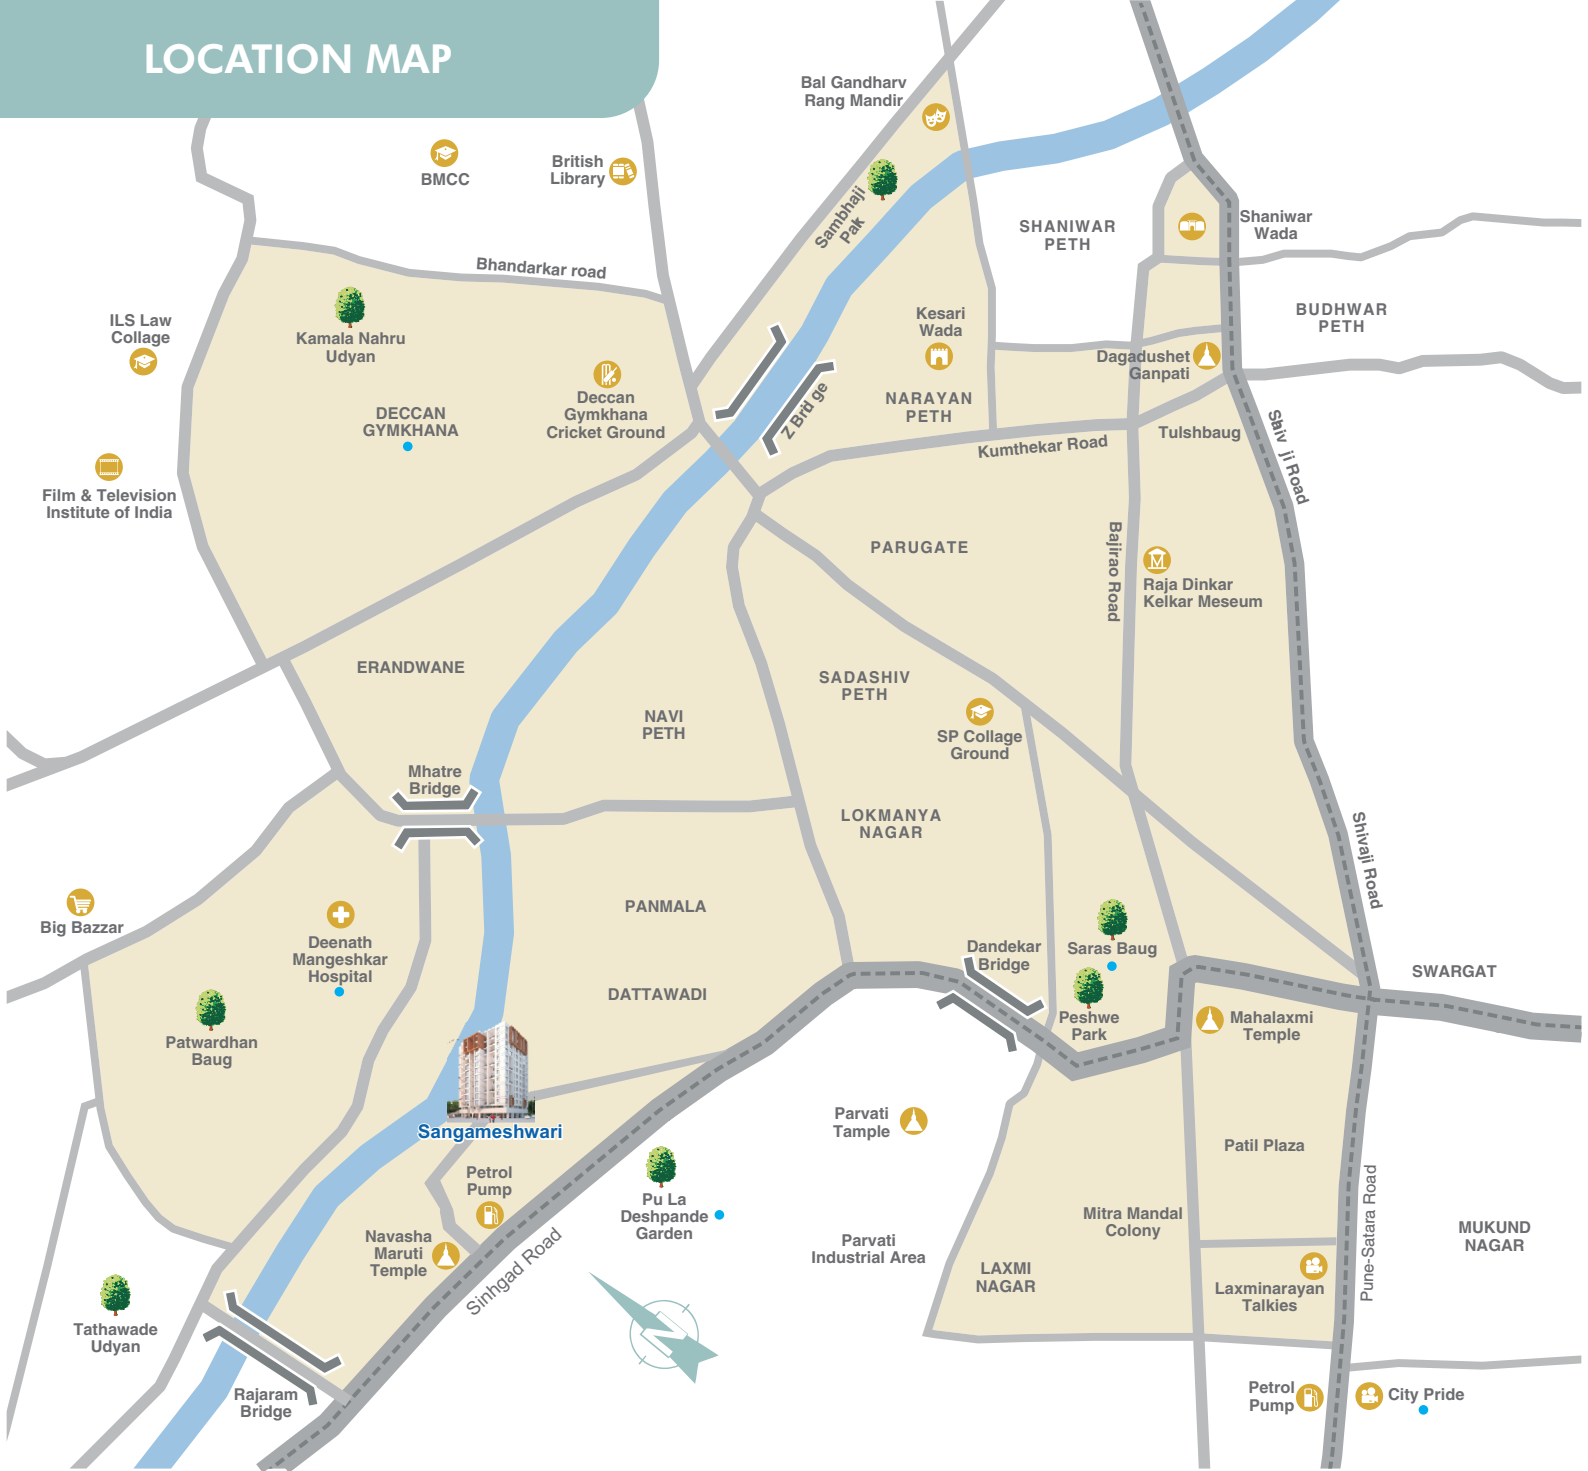 LOCATION MAP
Bal Gandharv
Rang Mandir
BMCC
British
Library
Sambhaji
Pak
SHANIWAR
PETH
Shaniwar
Wada
Bhandarkar road
ILS Law
Collage
Kamala Nahru
Udyan
Kesari
Wada
BUDHWAR
PETH
Dagadushet
Ganpati
Deccan
Gymkhana
Cricket Ground
DECCAN
GYMKHANA
Z Brid ge
NARAYAN
PETH
Kumthekar Road
Tulshbaug
Shiv ji Road
Film & Television
Institute of India
PARUGATE
Bajirao Road
Raja Dinkar
Kelkar Meseum
ERANDWANE
SADASHIV
PETH
NAVI
PETH
SP Collage
Ground
Mhatre
Bridge
LOKMANYA
NAGAR
Shivaji Road
Big Bazzar
PANMALA
Deenath
Mangeshkar
Hospital
Dandekar
Bridge
Saras Baug
SWARGAT
DATTAWADI
Patwardhan
Baug
Peshwe
Park
Mahalaxmi
Temple
Sangameshwari
Parvati
Tample
Patil Plaza
Petrol
Pump
Pu La
Deshpande
Garden
Mitra Mandal
Colony
Pune-Satara Road
MUKUND
NAGAR
Navasha
Maruti
Temple
Sinhgad Road
Parvati
Industrial Area
LAXMI
NAGAR
Laxminarayan
Talkies
Tathawade
Udyan
Rajaram
Bridge
Petrol
Pump
City Pride